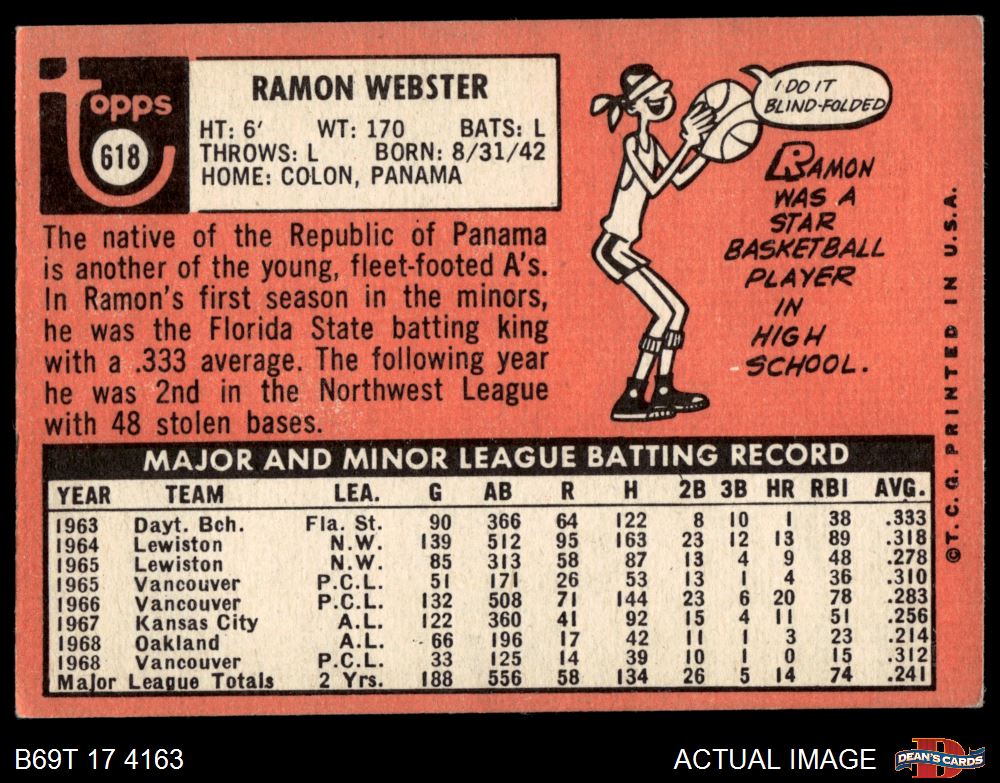 Topps
618
RAMON WEBSTER
HT: 6′ WT: 170 BATS: L
THROWS: L BORN: 8/31/42
HOME: COLON, PANAMA
The native of the Republic of Panama
is another of the young, fleet-footed A's.
In Ramon's first season in the minors,
he was the Florida State batting king
with a .333 average. The following year
he was 2nd in the Northwest League
with 48 stolen bases.
I DO IT
BLIND-FOLDED
RAMON
WAS A
STAR
BASKETBALL
PLAYER
IN
HIGH
SCHOOL.
MAJOR AND MINOR LEAGUE BATTING RECORD
YEAR TEAM LEA. G AB R H 2B 3B HR RBI AVG.
1963 Dayt. Bch. Fla. St. 90 366 64 122 8 10 1 38 .333
1964 Lewiston N.W. 139 512 95 163 23 12 13 89 .318
1965 Lewiston N.W. 85 313 58 87 13 4 9 48 .278
1965 Vancouver P.C.L. 51 171 26 53 13 1 4 36 .310
1966 Vancouver P.C.L. 132 508 71 144 23 6 20 78 .283
1967 Kansas City A.L. 122 360 41 92 15 4 11 51 .256
1968 Oakland A.L. 66 196 17 42 11 1 3 23 .214
1968 Vancouver P.C.L. 33 125 14 39 10 1 0 15 .312
Major League Totals 2 Yrs. 188 556 58 134 26 5 14 74 .241
©T.C.G. PRINTED IN U.S.A.
B69T 17 4163
ACTUAL IMAGE
D
DEAN'S CARDS